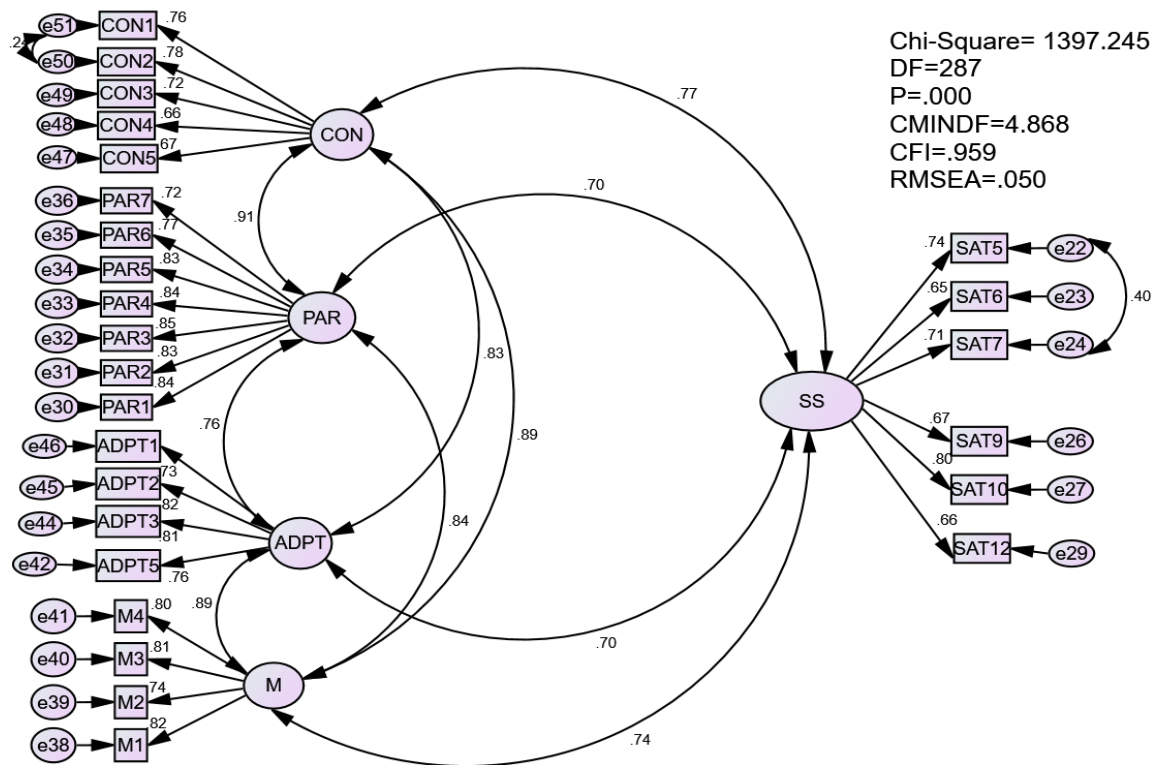 e51 CON1 .76
.24
e50 CON2 .78
e49 CON3 .72
e48 CON4 .66
e47 CON5 .67
CON
e36 PAR7 .72
e35 PAR6 .77
e34 PAR5 .83
e33 PAR4 .84
e32 PAR3 .85
e31 PAR2 .83
e30 PAR1 .84
PAR
e46 ADPT1
e45 ADPT2 .73
e44 ADPT3 .82
.81
e42 ADPT5 .76
ADPT
e41 M4 .80
e40 M3 .81
e39 M2 .74
e38 M1 .82
M
.91
.76
.89
.83
.89
.84
.77
.70
.70
.74
SS
Chi-Square= 1397.245
DF=287
P=.000
CMINDF=4.868
CFI=.959
RMSEA=.050
.74 SAT5 e22
.65 SAT6 e23
.40
.71 SAT7 e24
.67 SAT9 e26
.80 SAT10 e27
.66 SAT12 e29